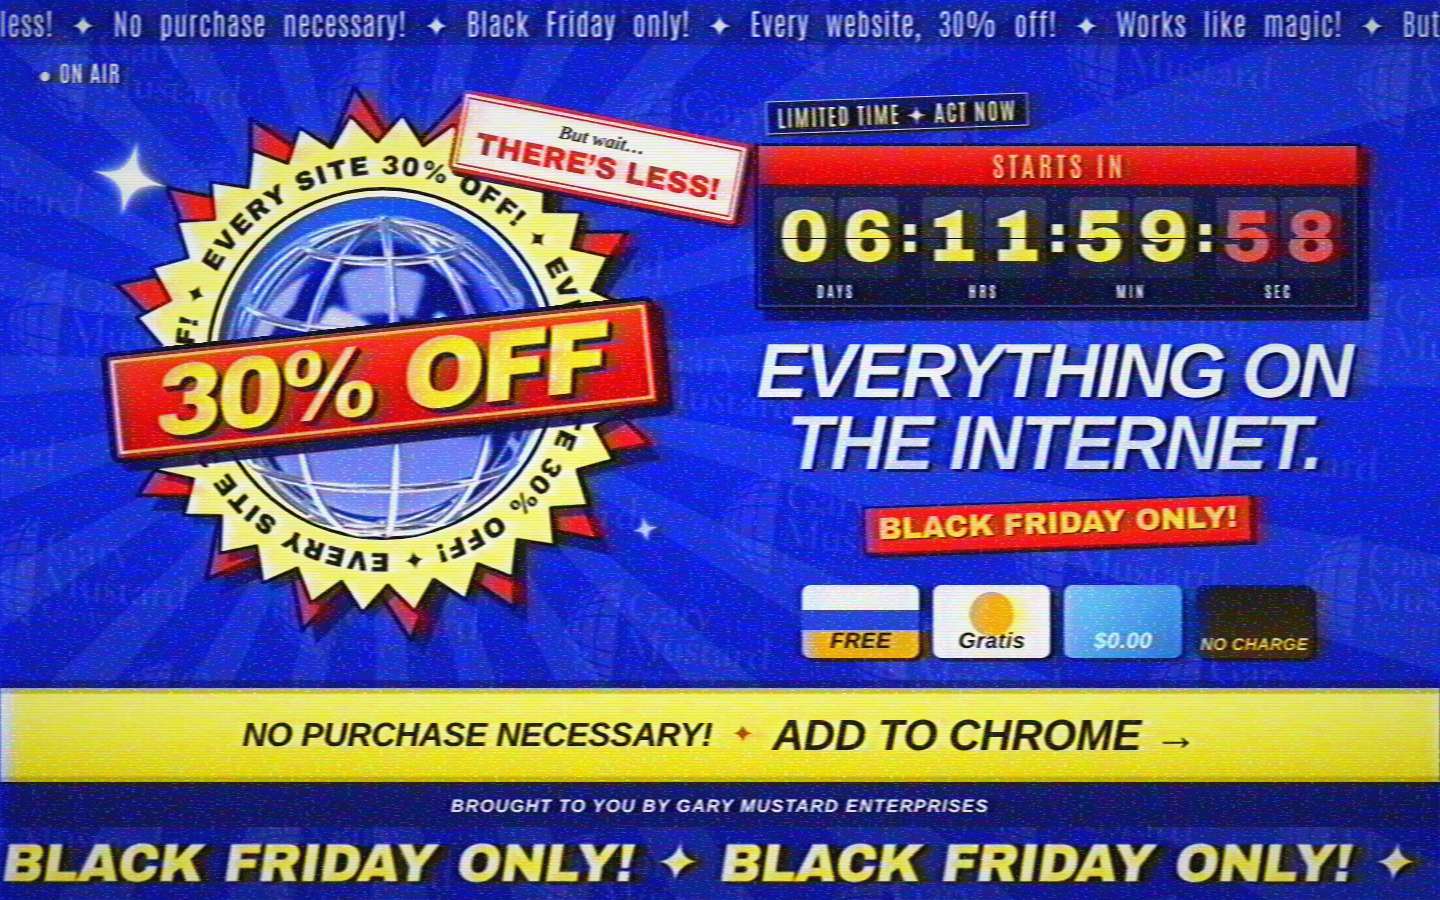 less! ✦ No purchase necessary! ✦ Black Friday only! ✦ Every website, 30% off! ✦ Works like magic! ✦ But
● ON AIR
EVERY SITE 30% OFF! ✦ EVERY SITE 30% OFF! ✦
But wait...
THERE'S LESS!
30% OFF
LIMITED TIME ✦ ACT NOW
STARTS IN
06:11:59:58
DAYS HRS MIN SEC
EVERYTHING ON
THE INTERNET.
BLACK FRIDAY ONLY!
FREE
Gratis
$0.00
NO CHARGE
NO PURCHASE NECESSARY! ✦ ADD TO CHROME →
BROUGHT TO YOU BY GARY MUSTARD ENTERPRISES
BLACK FRIDAY ONLY! ✦ BLACK FRIDAY ONLY! ✦
Gary
Mustard